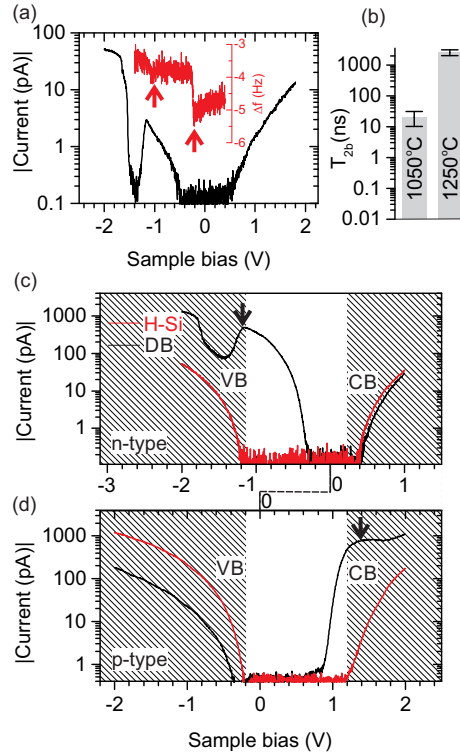 (a)
100
10
1
0.1
|Current (pA)|
-3
-4
-5
-6
Δf (Hz)
-2 -1 0 1 2
Sample bias (V)
(b)
1000
100
10
1
0.1
0.01
T2b(ns)
1050°C
1250°C
(c)
1000
100
10
1
|Current (pA)|
H-Si
DB
VB
CB
n-type
-3 -2 -1 0 1
0
(d)
1000
100
10
1
|Current (pA)|
VB
CB
p-type
-2 -1 0 1 2
Sample bias (V)